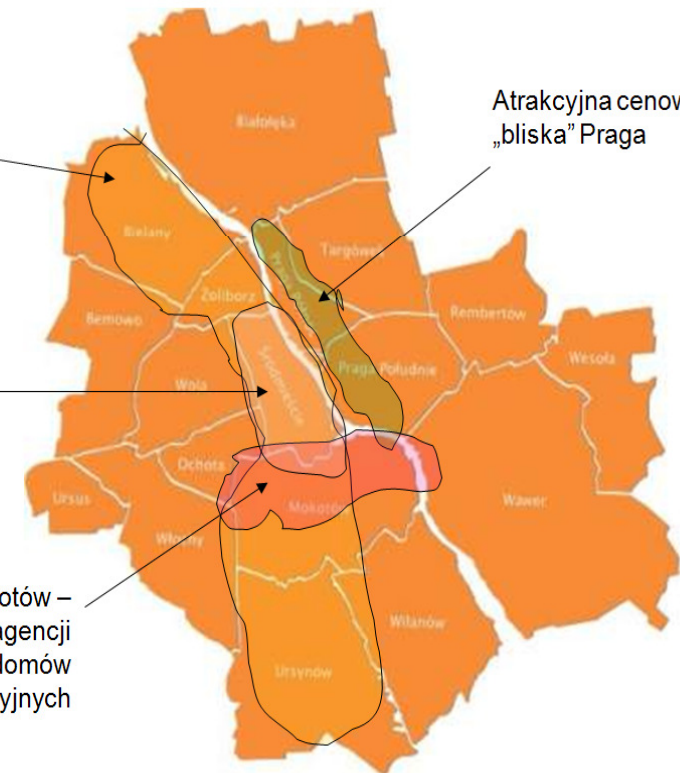 Atrakcyjna cenow
„bliska” Praga
Białołęka
Bielany
Targówek
Żoliborz
Rembertów
Bemowo
Wesoła
Praga Południe
Wola
Śródmieście
Ochota
Ursus
Mokotów
Wawer
Włochy
otów –
agencji
lomów
yjnych
Wilanów
Ursynów